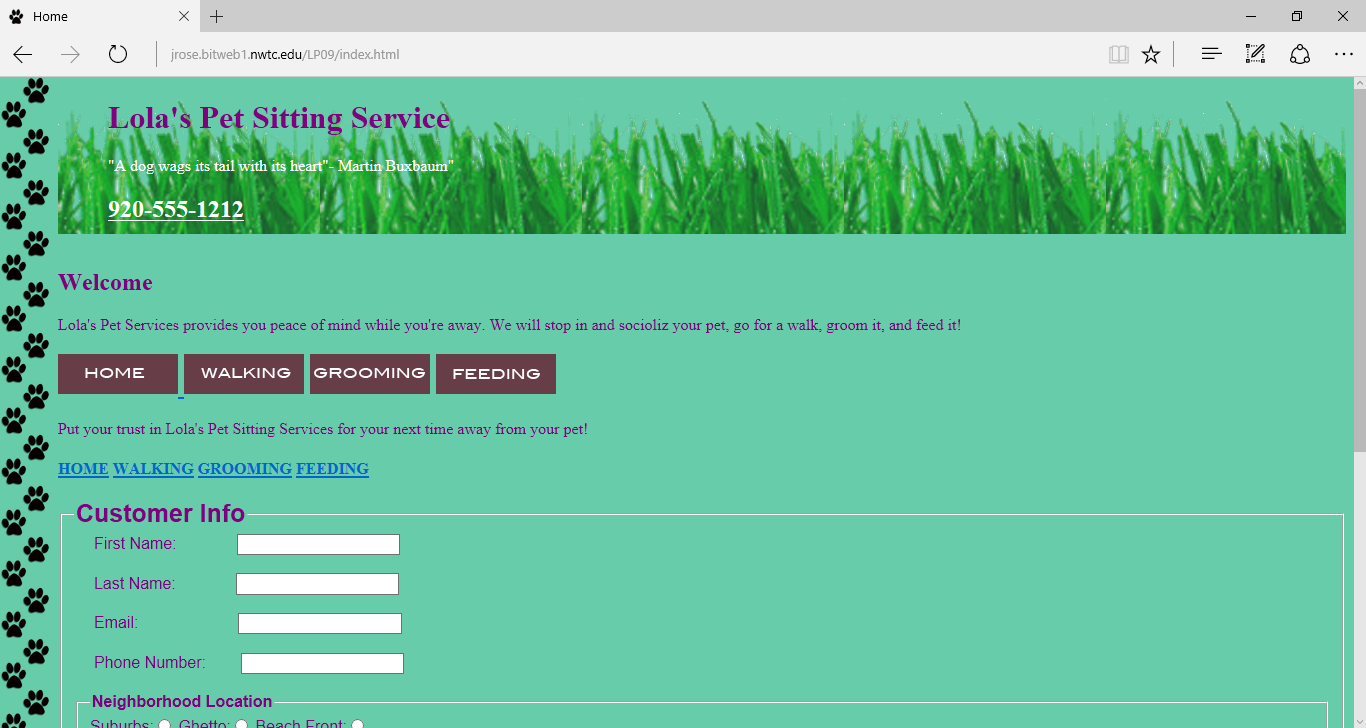 Home
jrose.bitweb1.nwtc.edu/LP09/index.html
Lola's Pet Sitting Service
"A dog wags its tail with its heart"- Martin Buxbaum"
920-555-1212
Welcome
Lola's Pet Services provides you peace of mind while you're away. We will stop in and socioliz your pet, go for a walk, groom it, and feed it!
HOME WALKING GROOMING FEEDING
Put your trust in Lola's Pet Sitting Services for your next time away from your pet!
HOME WALKING GROOMING FEEDING
Customer Info
First Name:
Last Name:
Email:
Phone Number:
Neighborhood Location
Suburbs: Ghetto: Beach Front: